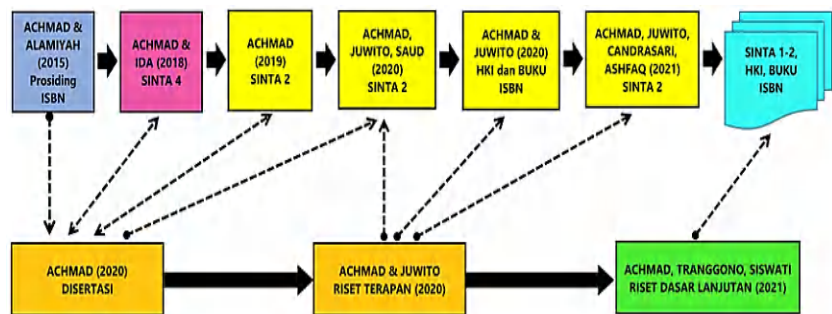 ACHMAD &
ALAMIYAH
(2015)
Prosiding
ISBN
ACHMAD &
IDA (2018)
SINTA 4
ACHMAD
(2019)
SINTA 2
ACHMAD,
JUWITO, SAUD
(2020)
SINTA 2
ACHMAD &
JUWITO (2020)
HKI dan BUKU
ISBN
ACHMAD, JUWITO,
CANDRASARI,
ASHFAQ (2021)
SINTA 2
SINTA 1-2,
HKI, BUKU
ISBN
ACHMAD (2020)
DISERTASI
ACHMAD & JUWITO
RISET TERAPAN (2020)
ACHMAD, TRANGGONO, SISWATI
RISET DASAR LANJUTAN (2021)